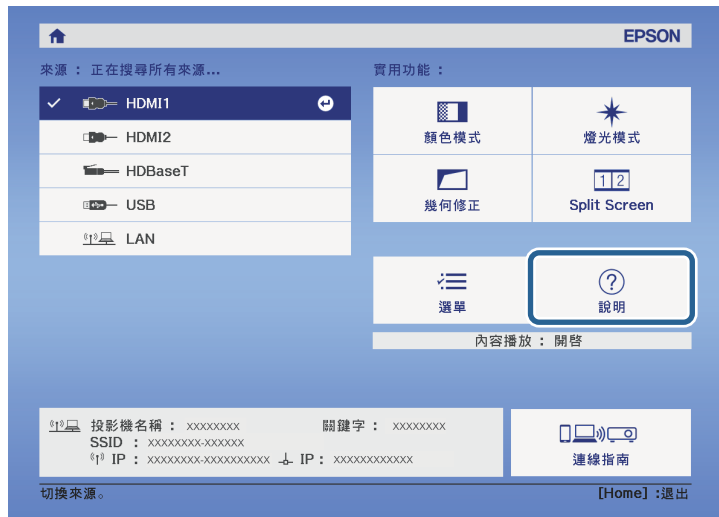 EPSON
來源 : 正在搜尋所有來源...
HDMI1
HDMI2
HDBaseT
USB
LAN
實用功能 :
顏色模式
燈光模式
幾何修正
1 2
Split Screen
選單
?
說明
內容播放 : 開啓
投影機名稱 : xxxxxxxx 關鍵字 : xxxxxxxx
SSID : xxxxxxxx-xxxxxx
IP : xxxxxxxx-xxxxxxxxxx IP : xxxxxxxxxxxx
連線指南
切換來源。 [Home] :退出